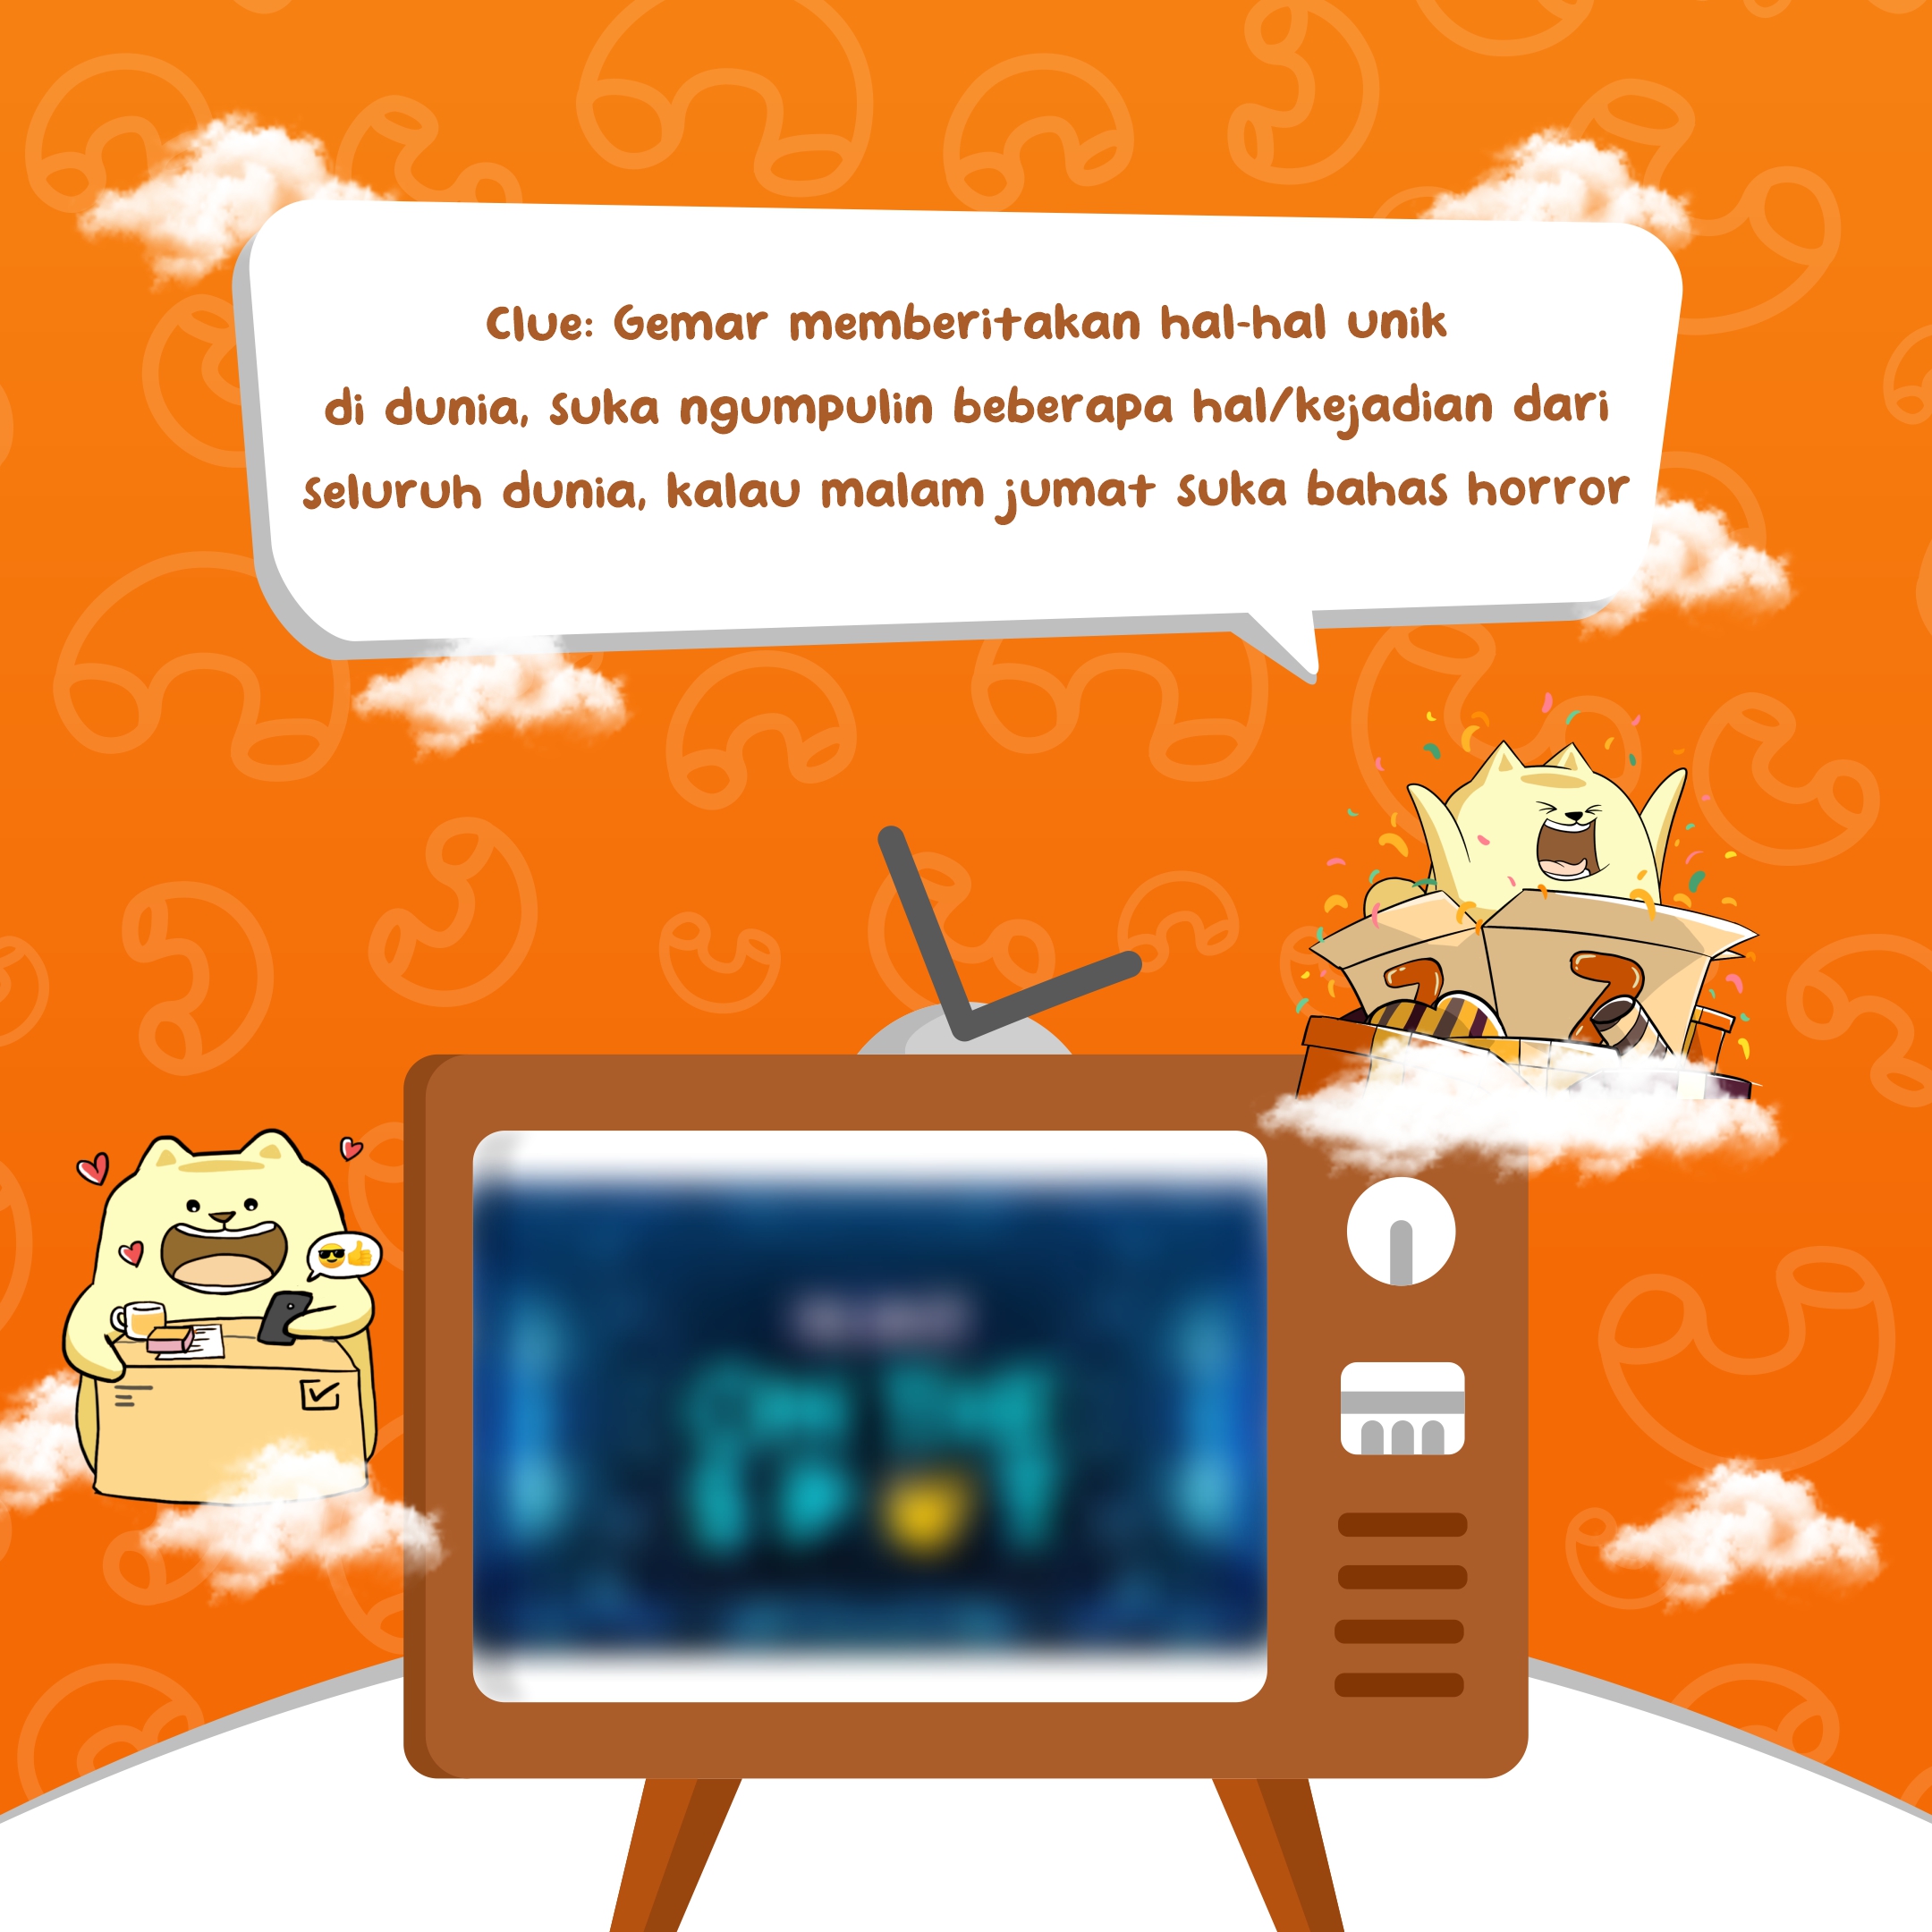 Clue: Gemar memberitakan hal-hal unik
di dunia, suka ngumpulin beberapa hal/kejadian dari
seluruh dunia, kalau malam jumat suka bahas horror